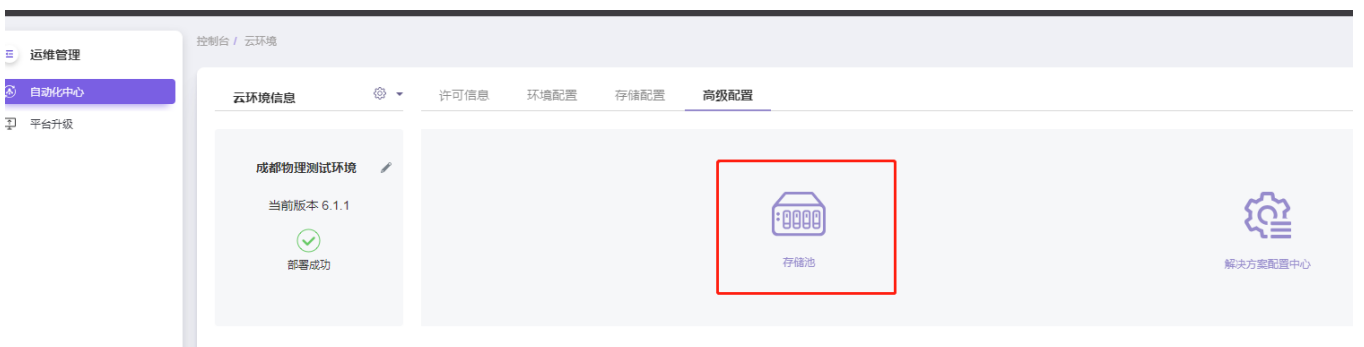 控制台 / 云环境
运维管理
自动化中心
平台升级
云环境信息
许可信息 环境配置 存储配置 高级配置
成都物理测试环境
当前版本 6.1.1
部署成功
存储池
解决方案配置中心